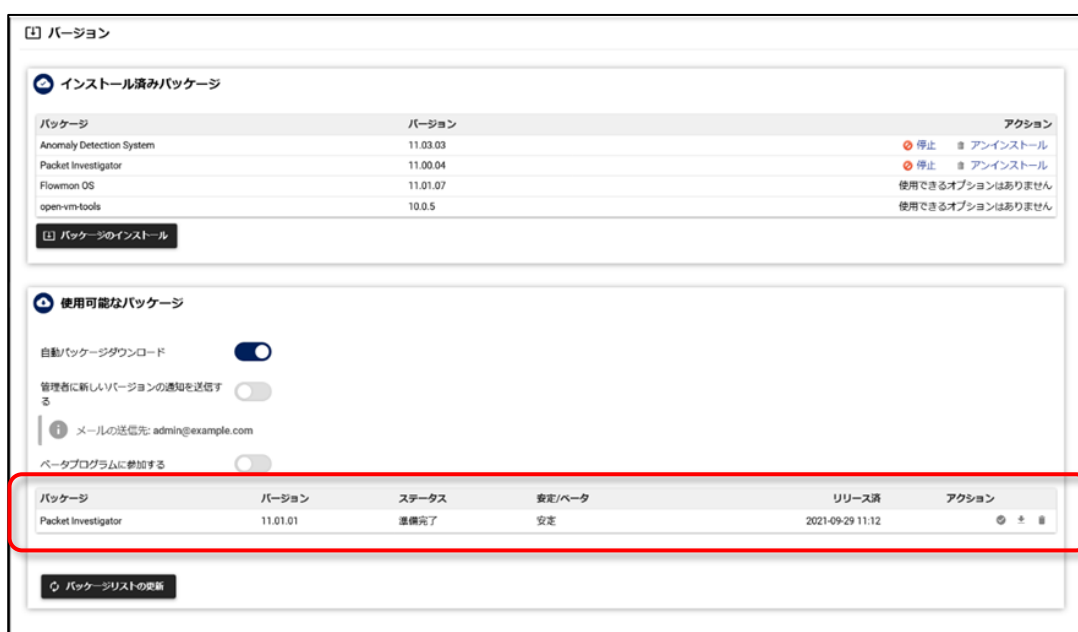 バージョン
インストール済みパッケージ
パッケージ バージョン アクション
Anomaly Detection System 11.03.03 停止 アンインストール
Packet Investigator 11.00.04 停止 アンインストール
Flowmon OS 11.01.07 使用できるオプションはありません
open-vm-tools 10.0.5 使用できるオプションはありません
パッケージのインストール
使用可能なパッケージ
自動パッケージダウンロード
管理者に新しいバージョンの通知を送信す
る
メールの送信先: admin@example.com
ベータプログラムに参加する
パッケージ バージョン ステータス 安定/ベータ リリース済 アクション
Packet Investigator 11.01.01 準備完了 安定 2021-09-29 11:12
パッケージリストの更新